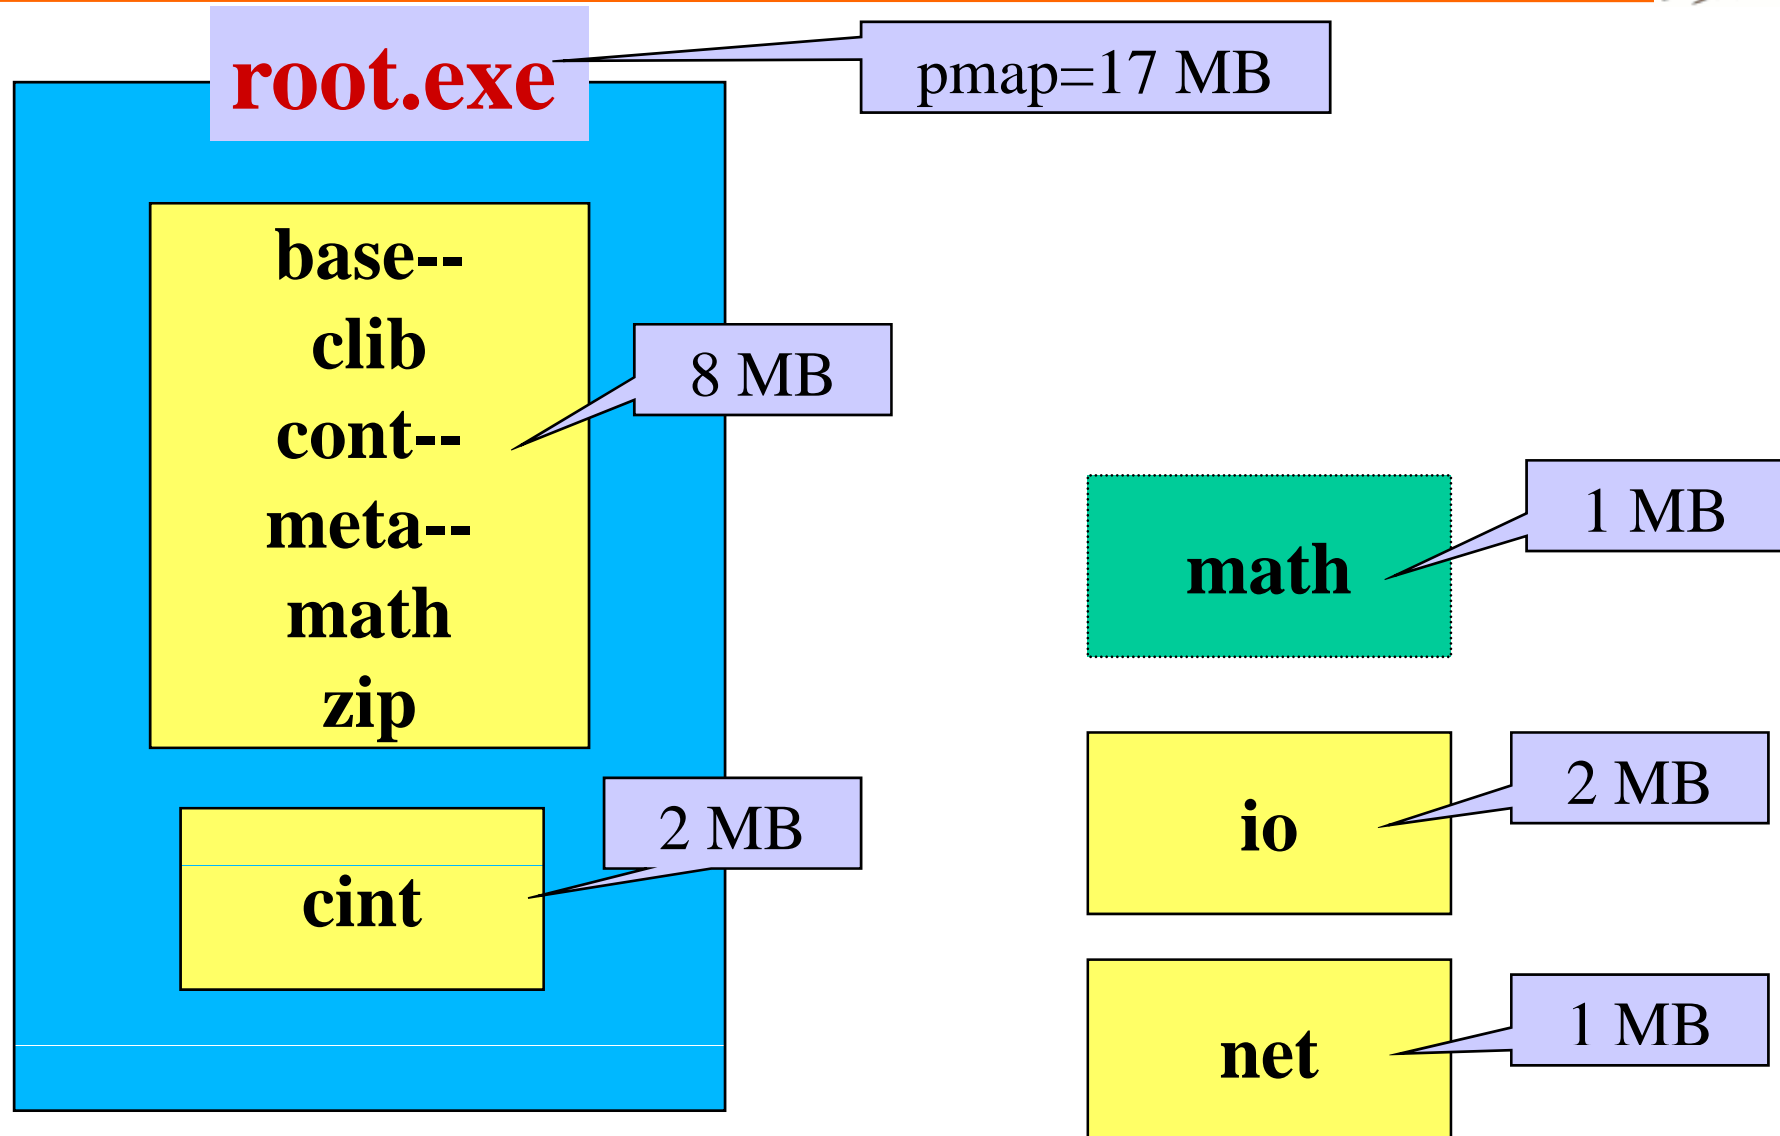 root.exe
pmap=17 MB
base--
clib
cont--
meta--
math
zip
8 MB
cint
2 MB
math
1 MB
io
2 MB
net
1 MB